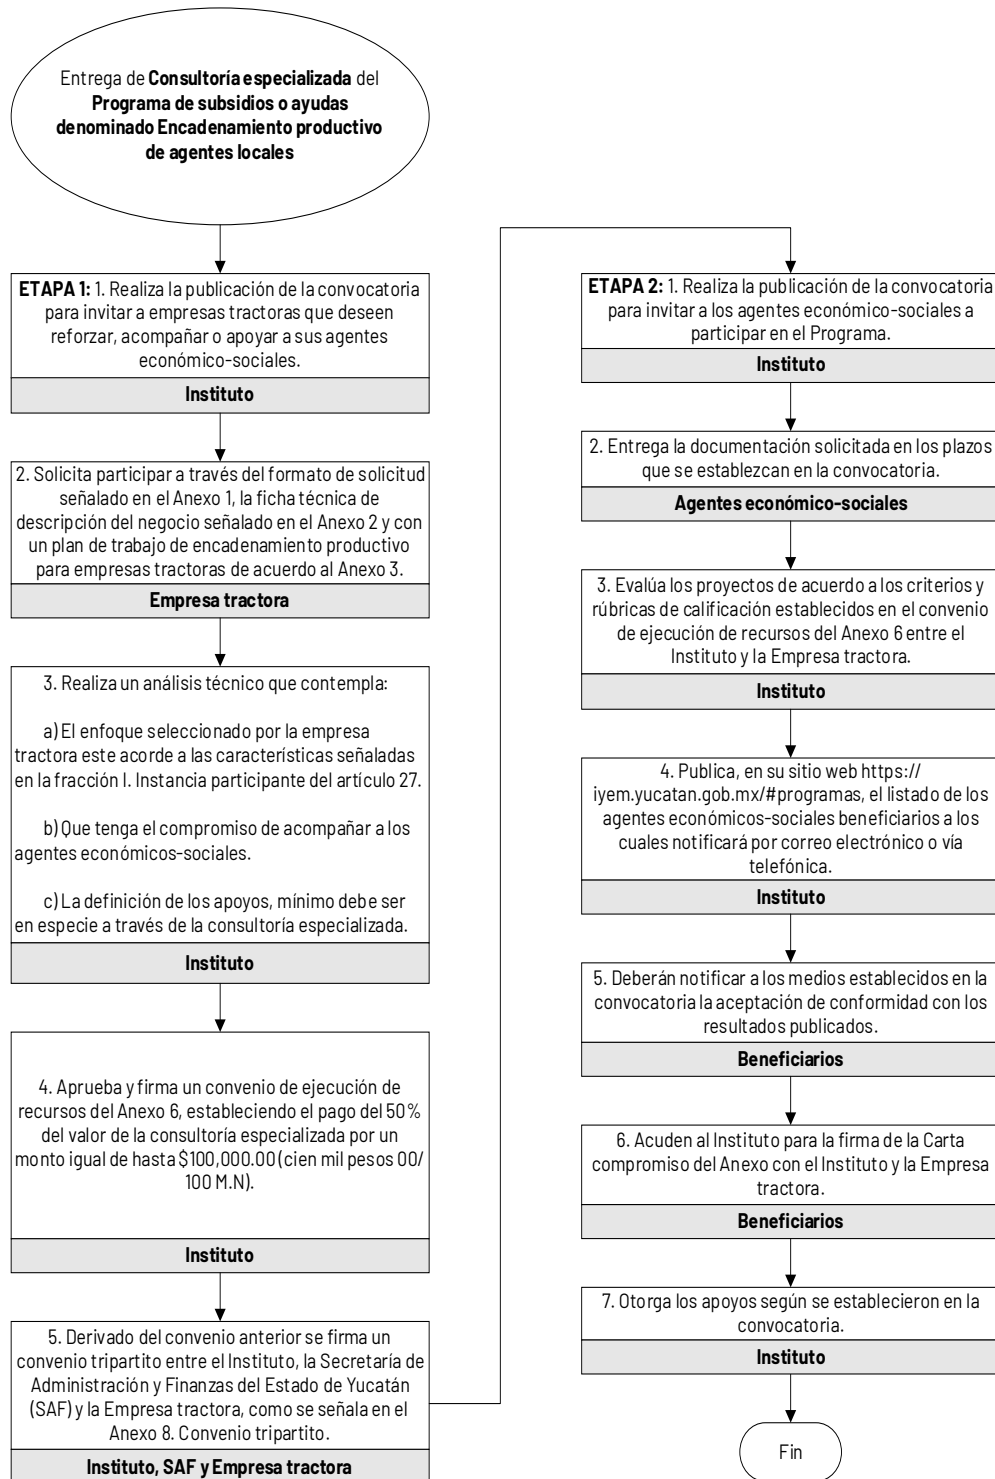 Entrega de Consultoría especializada del
Programa de subsidios o ayudas
denominado Encadenamiento productivo
de agentes locales
ETAPA 1: 1. Realiza la publicación de la convocatoria
para invitar a empresas tractoras que deseen
reforzar, acompañar o apoyar a sus agentes
económico-sociales.
Instituto
2. Solicita participar a través del formato de solicitud
señalado en el Anexo 1, la ficha técnica de
descripción del negocio señalado en el Anexo 2 y con
un plan de trabajo de encadenamiento productivo
para empresas tractoras de acuerdo al Anexo 3.
Empresa tractora
3. Realiza un análisis técnico que contempla:
a) El enfoque seleccionado por la empresa
tractora este acorde a las características señaladas
en la fracción I. Instancia participante del artículo 27.
b) Que tenga el compromiso de acompañar a los
agentes económicos-sociales.
c) La definición de los apoyos, mínimo debe ser
en especie a través de la consultoría especializada.
Instituto
4. Aprueba y firma un convenio de ejecución de
recursos del Anexo 6, estableciendo el pago del 50%
del valor de la consultoría especializada por un
monto igual de hasta $100,000.00 (cien mil pesos 00/
100 M.N).
Instituto
5. Derivado del convenio anterior se firma un
convenio tripartito entre el Instituto, la Secretaría de
Administración y Finanzas del Estado de Yucatán
(SAF) y la Empresa tractora, como se señala en el
Anexo 8. Convenio tripartito.
Instituto, SAF y Empresa tractora
ETAPA 2: 1. Realiza la publicación de la convocatoria
para invitar a los agentes económico-sociales a
participar en el Programa.
Instituto
2. Entrega la documentación solicitada en los plazos
que se establezcan en la convocatoria.
Agentes económico-sociales
3. Evalúa los proyectos de acuerdo a los criterios y
rúbricas de calificación establecidos en el convenio
de ejecución de recursos del Anexo 6 entre el
Instituto y la Empresa tractora.
Instituto
4. Publica, en su sitio web https://
iyem.yucatan.gob.mx/#programas, el listado de los
agentes económicos-sociales beneficiarios a los
cuales notificará por correo electrónico o vía
telefónica.
Instituto
5. Deberán notificar a los medios establecidos en la
convocatoria la aceptación de conformidad con los
resultados publicados.
Beneficiarios
6. Acuden al Instituto para la firma de la Carta
compromiso del Anexo con el Instituto y la Empresa
tractora.
Beneficiarios
7. Otorga los apoyos según se establecieron en la
convocatoria.
Instituto
Fin